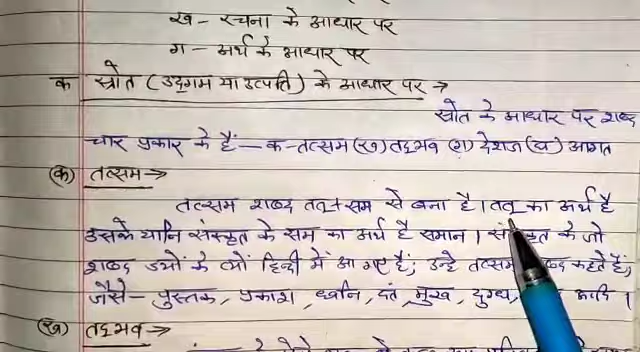 ख - रचना के आधार पर
ग - अर्थ के आधार पर
क स्रोत (उद्गम या उत्पति) के आधार पर →
स्रोत के आधार पर शब्द
चार प्रकार के हैं — क-तत्सम (ख) तद्भव (ग) देशज (घ) आगत
(क) तत्सम →
तत्सम शब्द तत् + सम से बना है। तत् का अर्थ है
उसके यानि संस्कृत के सम का अर्थ है समान। के जो
शब्द ज्यों के त्यों हिन्दी में आ गए हैं, उन्हे तत्सम कहते हैं,
जैसे - पुस्तक, प्रकाश, ध्वनि, दंत, मुख, दुग्ध, आदि।
(ख) तद्भव →